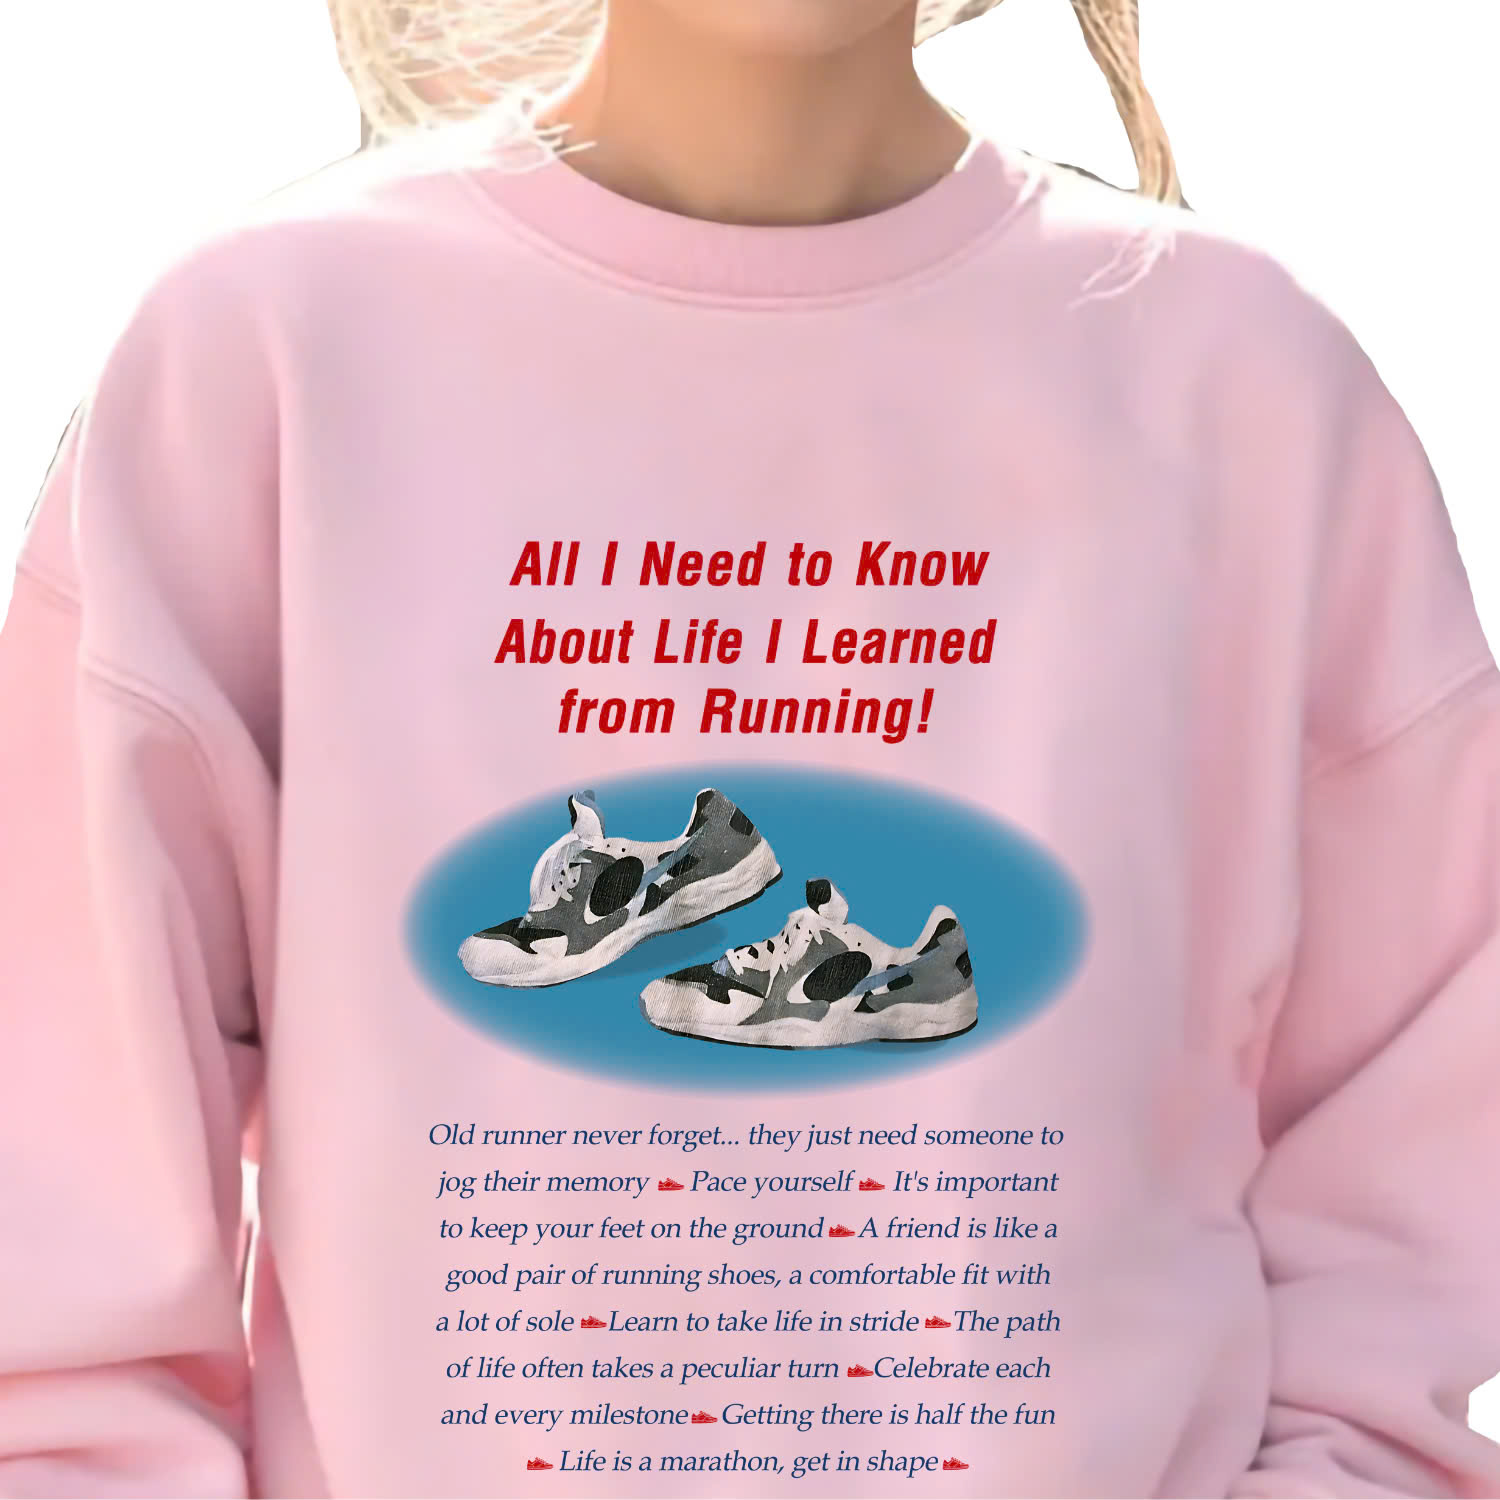 All I Need to Know
About Life I Learned
from Running!
Old runner never forget... they just need someone to
jog their memory Pace yourself It's important
to keep your feet on the ground A friend is like a
good pair of running shoes, a comfortable fit with
a lot of sole Learn to take life in stride The path
of life often takes a peculiar turn Celebrate each
and every milestone Getting there is half the fun
Life is a marathon, get in shape